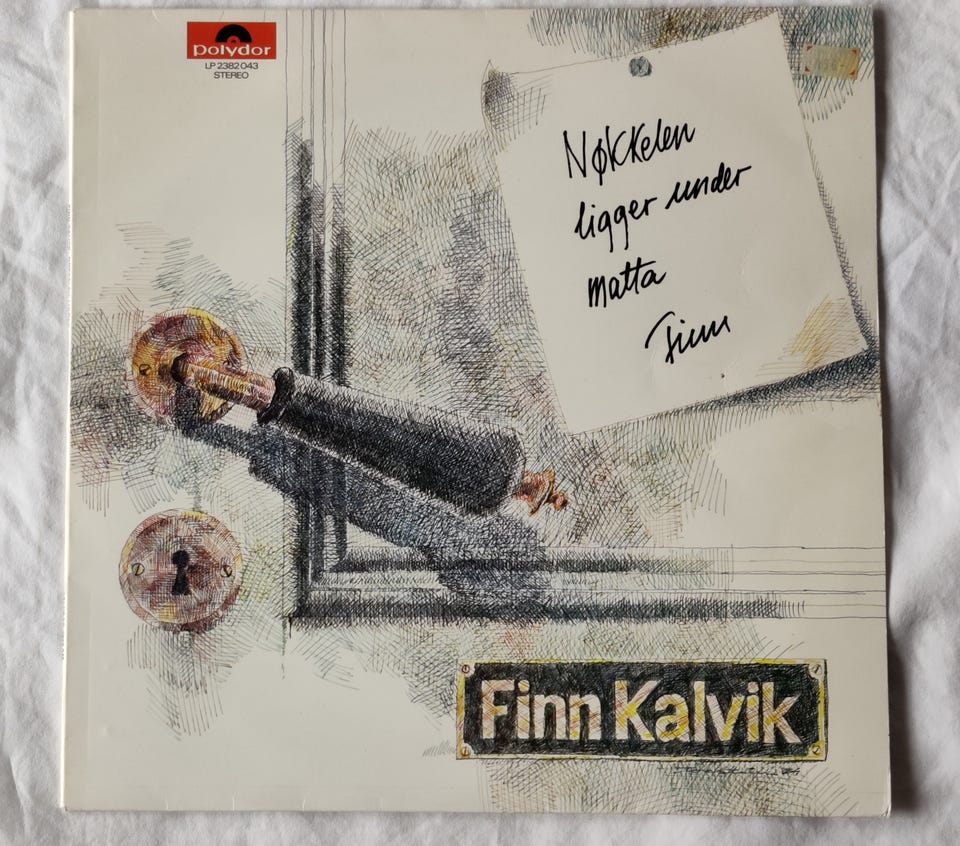 polydor
LP 2382 043
STEREO
Nøkkelen
ligger under
matta
Finn
Finn Kalvik